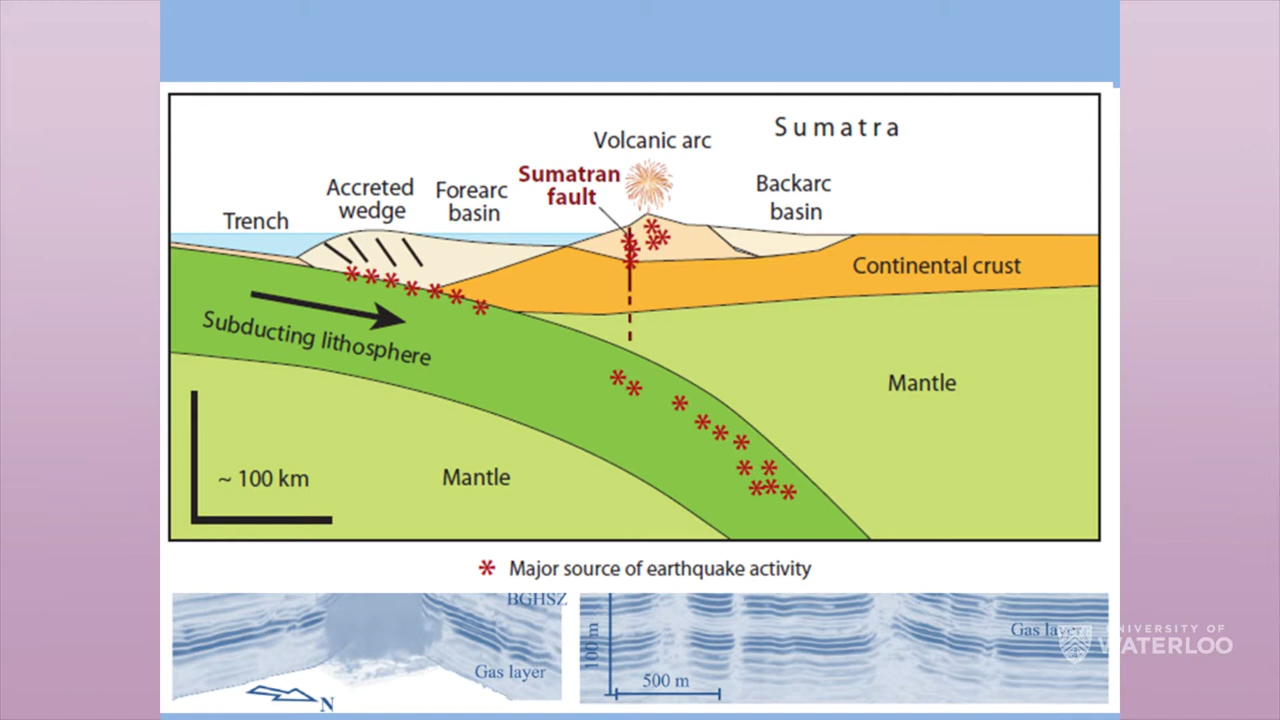 Sumatra
Volcanic arc
Sumatran
fault
Backarc
basin
Accreted
wedge
Forearc
basin
Trench
Continental crust
Subducting lithosphere
Mantle
~ 100 km
Mantle
* Major source of earthquake activity
BGHSZ
Gas layer
N
100 m
500 m
Gas layer
UNIVERSITY OF
WATERLOO